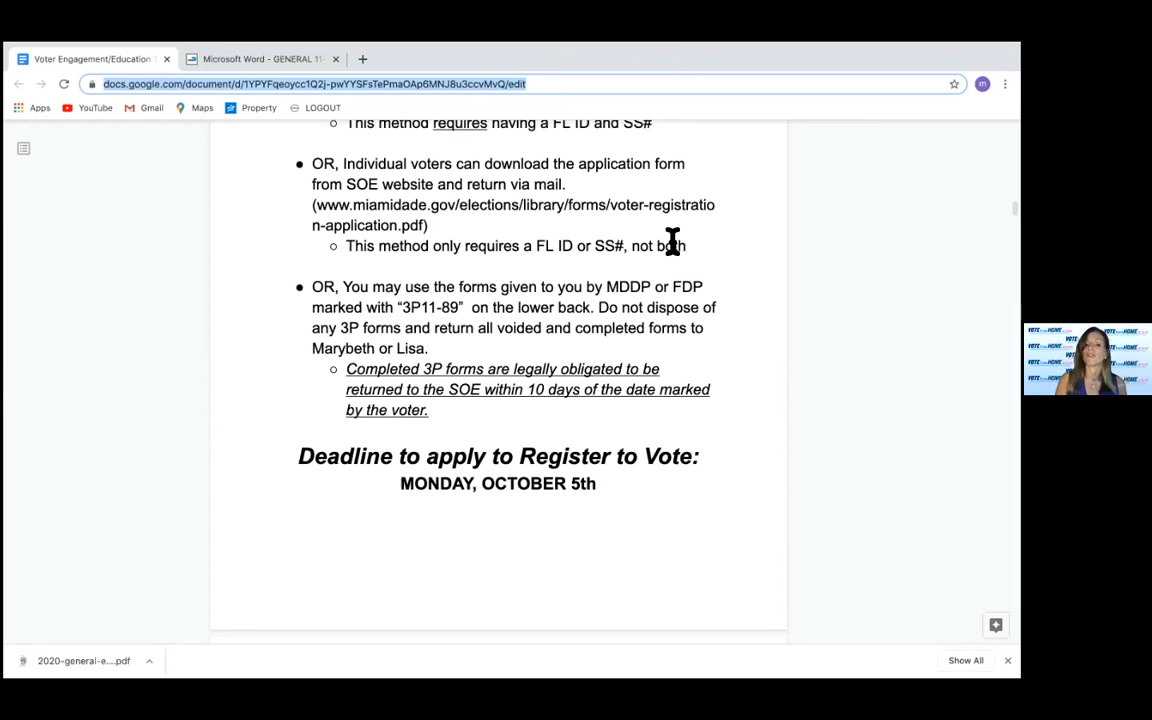 Voter Engagement/Education
Microsoft Word - GENERAL 11-
docs.google.com/document/d/1YPYFqeoycc1Q2j-pwYYSFsTePmaOAp6MNJ8u3ccvMvQ/edit
m
Apps YouTube Gmail Maps Property LOGOUT
This method requires having a FL ID and SS#
OR, Individual voters can download the application form
from SOE website and return via mail.
(www.miamidade.gov/elections/library/forms/voter-registratio
n-application.pdf)
This method only requires a FL ID or SS#, not both
OR, You may use the forms given to you by MDDP or FDP
marked with “3P11-89” on the lower back. Do not dispose of
any 3P forms and return all voided and completed forms to
Marybeth or Lisa.
Completed 3P forms are legally obligated to be
returned to the SOE within 10 days of the date marked
by the voter.
Deadline to apply to Register to Vote:
MONDAY, OCTOBER 5th
2020-general-e....pdf
Show All